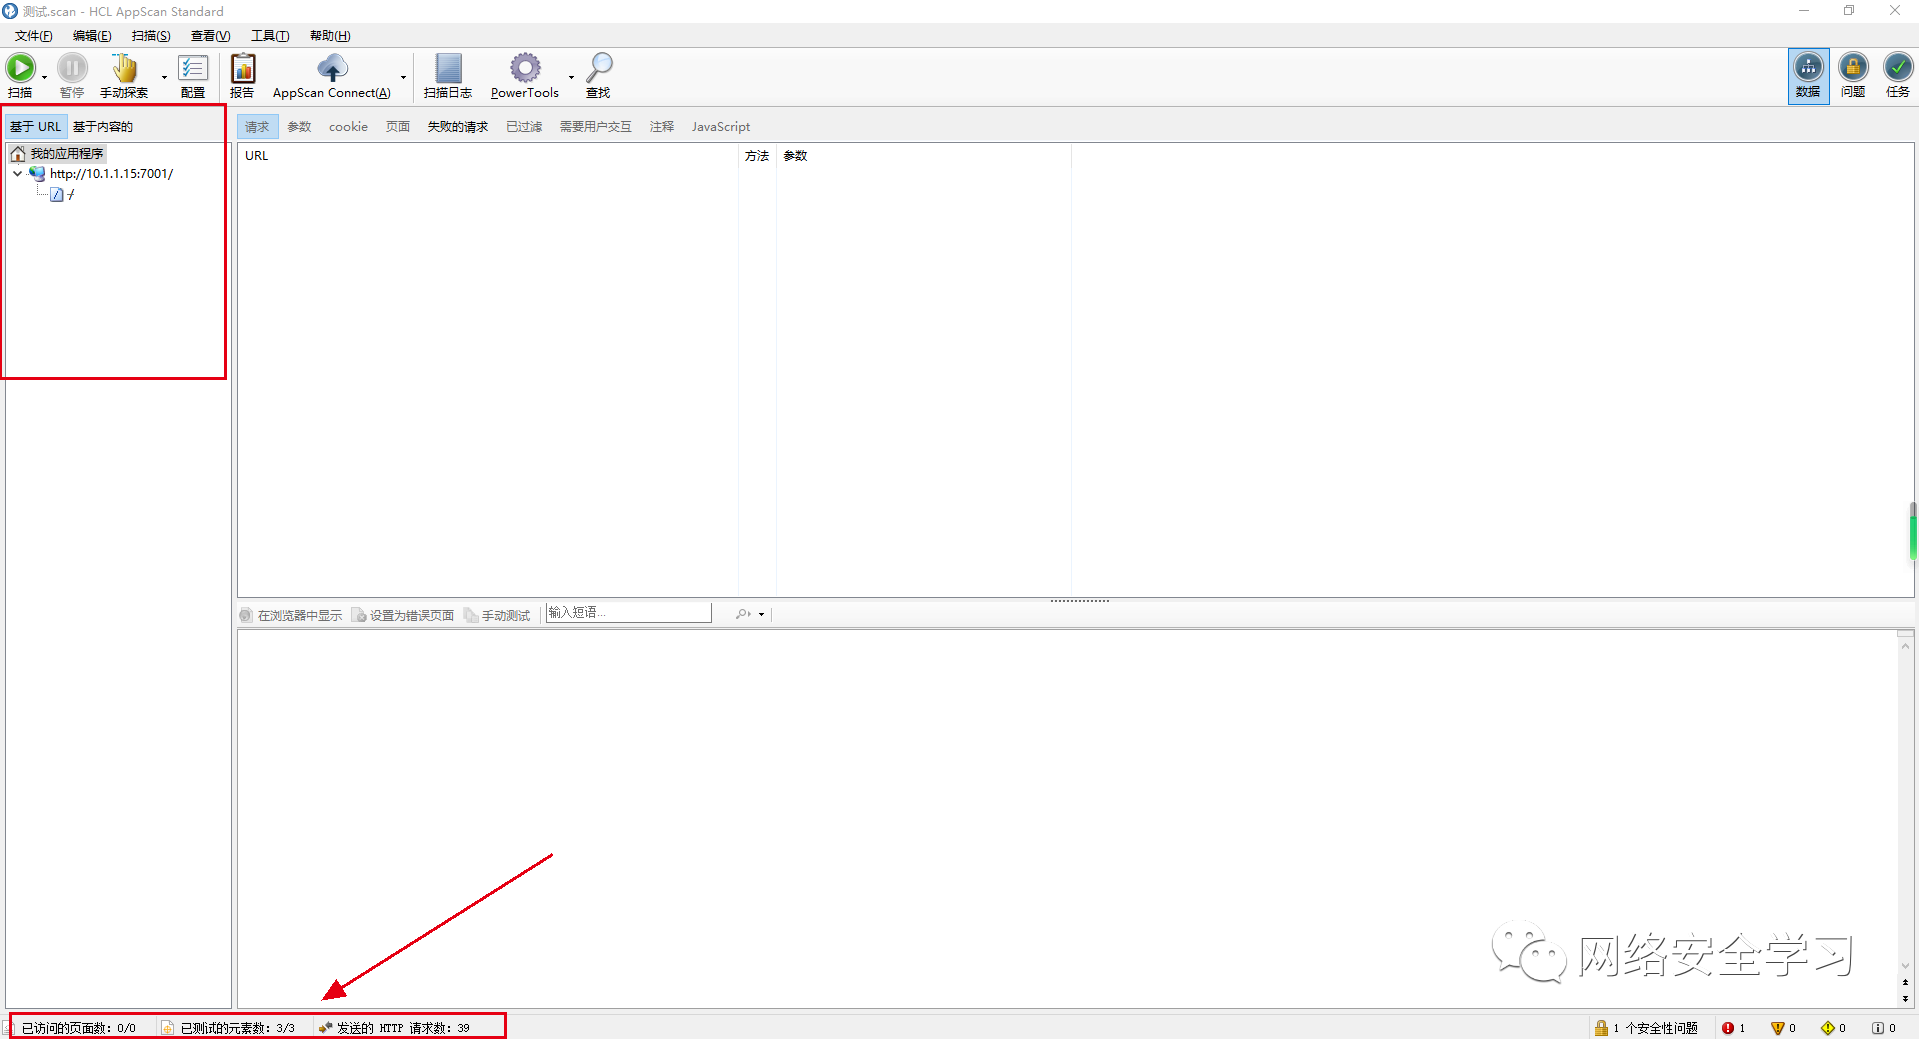 测试.scan - HCL AppScan Standard
文件(F) 编辑(E) 扫描(S) 查看(V) 工具(T) 帮助(H)
扫描 暂停 手动探索 配置 报告 AppScan Connect(A) 扫描日志 PowerTools 查找 数据 问题 任务
基于 URL 基于内容的 请求 参数 cookie 页面 失败的请求 已过滤 需要用户交互 注释 JavaScript
我的应用程序 URL 方法 参数
http://10.1.1.15:7001/
/
在浏览器中显示 设置为错误页面 手动测试 输入短语...
网络安全学习
已访问的页面数: 0/0 已测试的元素数: 3/3 发送的 HTTP 请求数: 39 1 个安全性问题 1 0 0 0